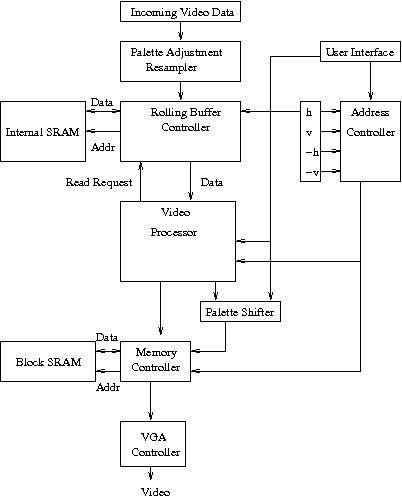 Incoming Video Data
Palette Adjustment
Resampler
User Interface
Data
Internal SRAM
Addr
Rolling Buffer
Controller
h
v
-h
-v
Address
Controller
Read Request
Data
Video
Processor
Palette Shifter
Data
Block SRAM
Addr
Memory
Controller
VGA
Controller
Video